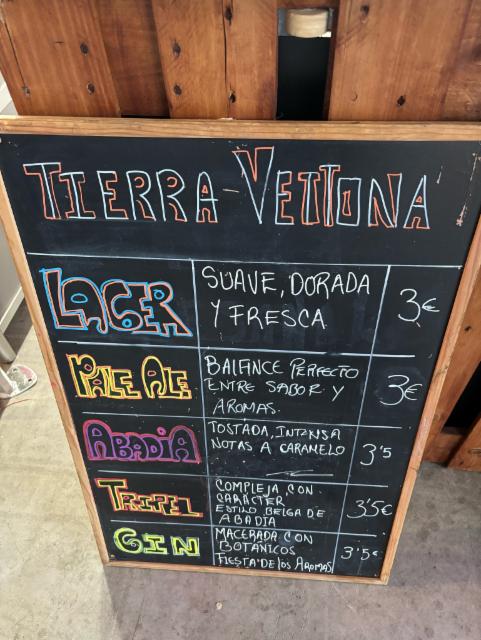 TIERRA VETTONA
LAGER
SUAVE, DORADA
Y FRESCA
3€
PALE ALE
BALANCE PERFECTO
ENTRE SABOR Y
AROMAS.
3€
ABADIA
TOSTADA, INTENSA
NOTAS A CARAMELO
3'5
TRIPEL
COMPLEJA, CON
CARÁCTER
ESTILO BELGA DE
ABADIA
3'5€
GIN
MACERADA CON
BOTÁNICOS
FIESTA DE LOS AROMAS
3'5€